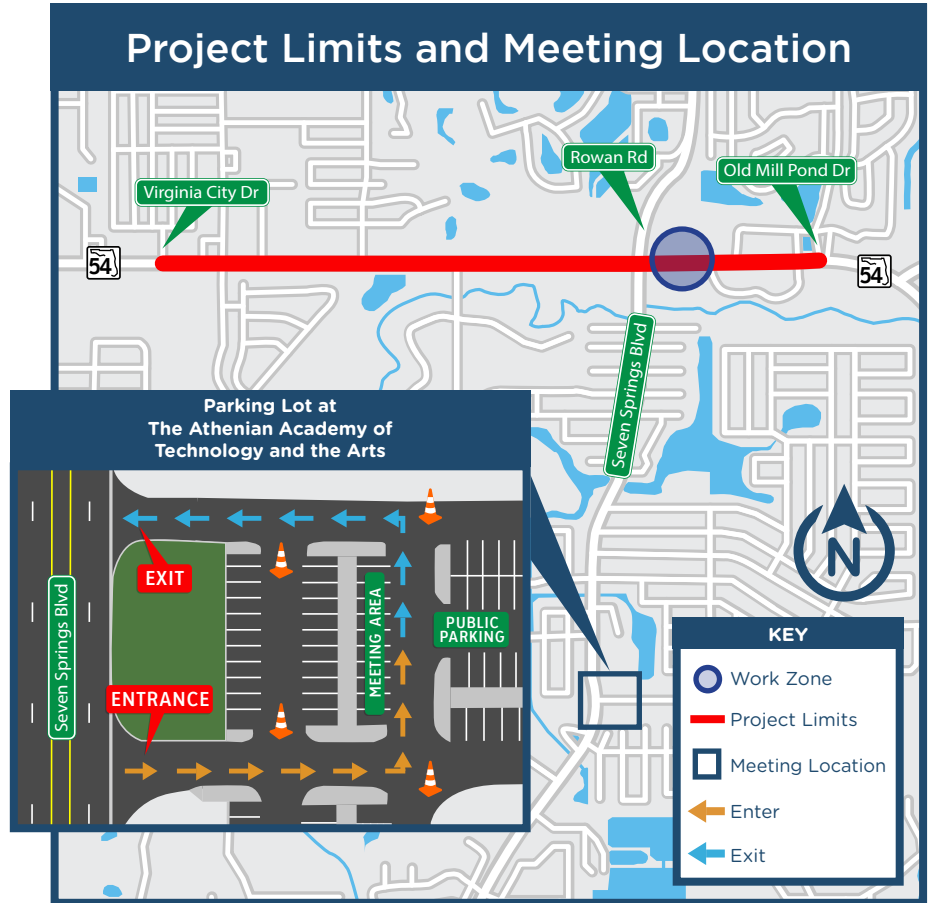 Project Limits and Meeting Location
Rowan Rd
Old Mill Pond Dr
Virginia City Dr
54
54
Seven Springs Blvd
Parking Lot at
The Athenian Academy of
Technology and the Arts
EXIT
MEETING AREA
PUBLIC
PARKING
Seven Springs Blvd
ENTRANCE
N
KEY
Work Zone
Project Limits
Meeting Location
Enter
Exit